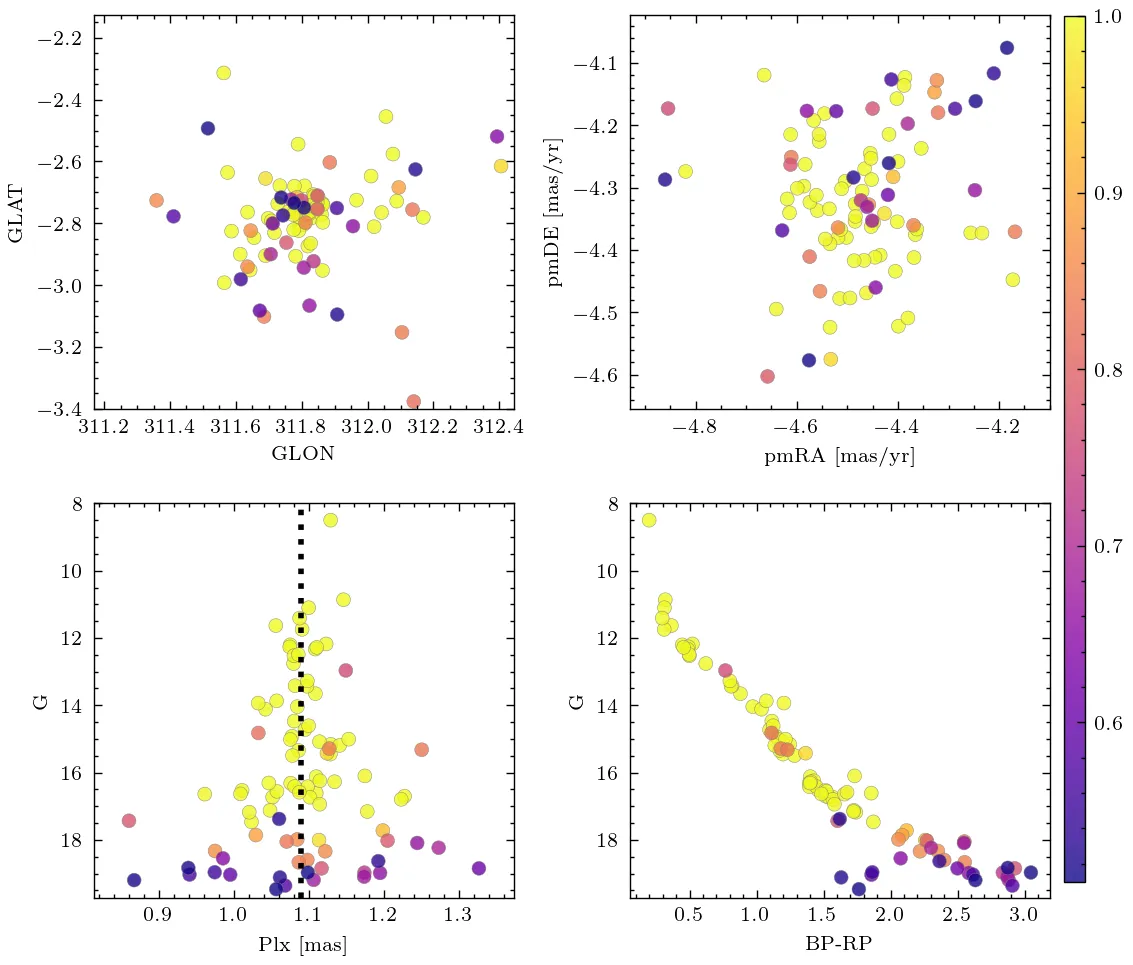 −2.2
−2.4
−2.6
−2.8
−3.0
−3.2
−3.4
GLAT
311.2 311.4 311.6 311.8 312.0 312.2 312.4
GLON
−4.1
−4.2
−4.3
−4.4
−4.5
−4.6
pmDE [mas/yr]
−4.8 −4.6 −4.4 −4.2
pmRA [mas/yr]
1.0
0.9
0.8
0.7
0.6
8
10
12
14
16
18
G
0.9 1.0 1.1 1.2 1.3
Plx [mas]
8
10
12
14
16
18
G
0.5 1.0 1.5 2.0 2.5 3.0
BP-RP